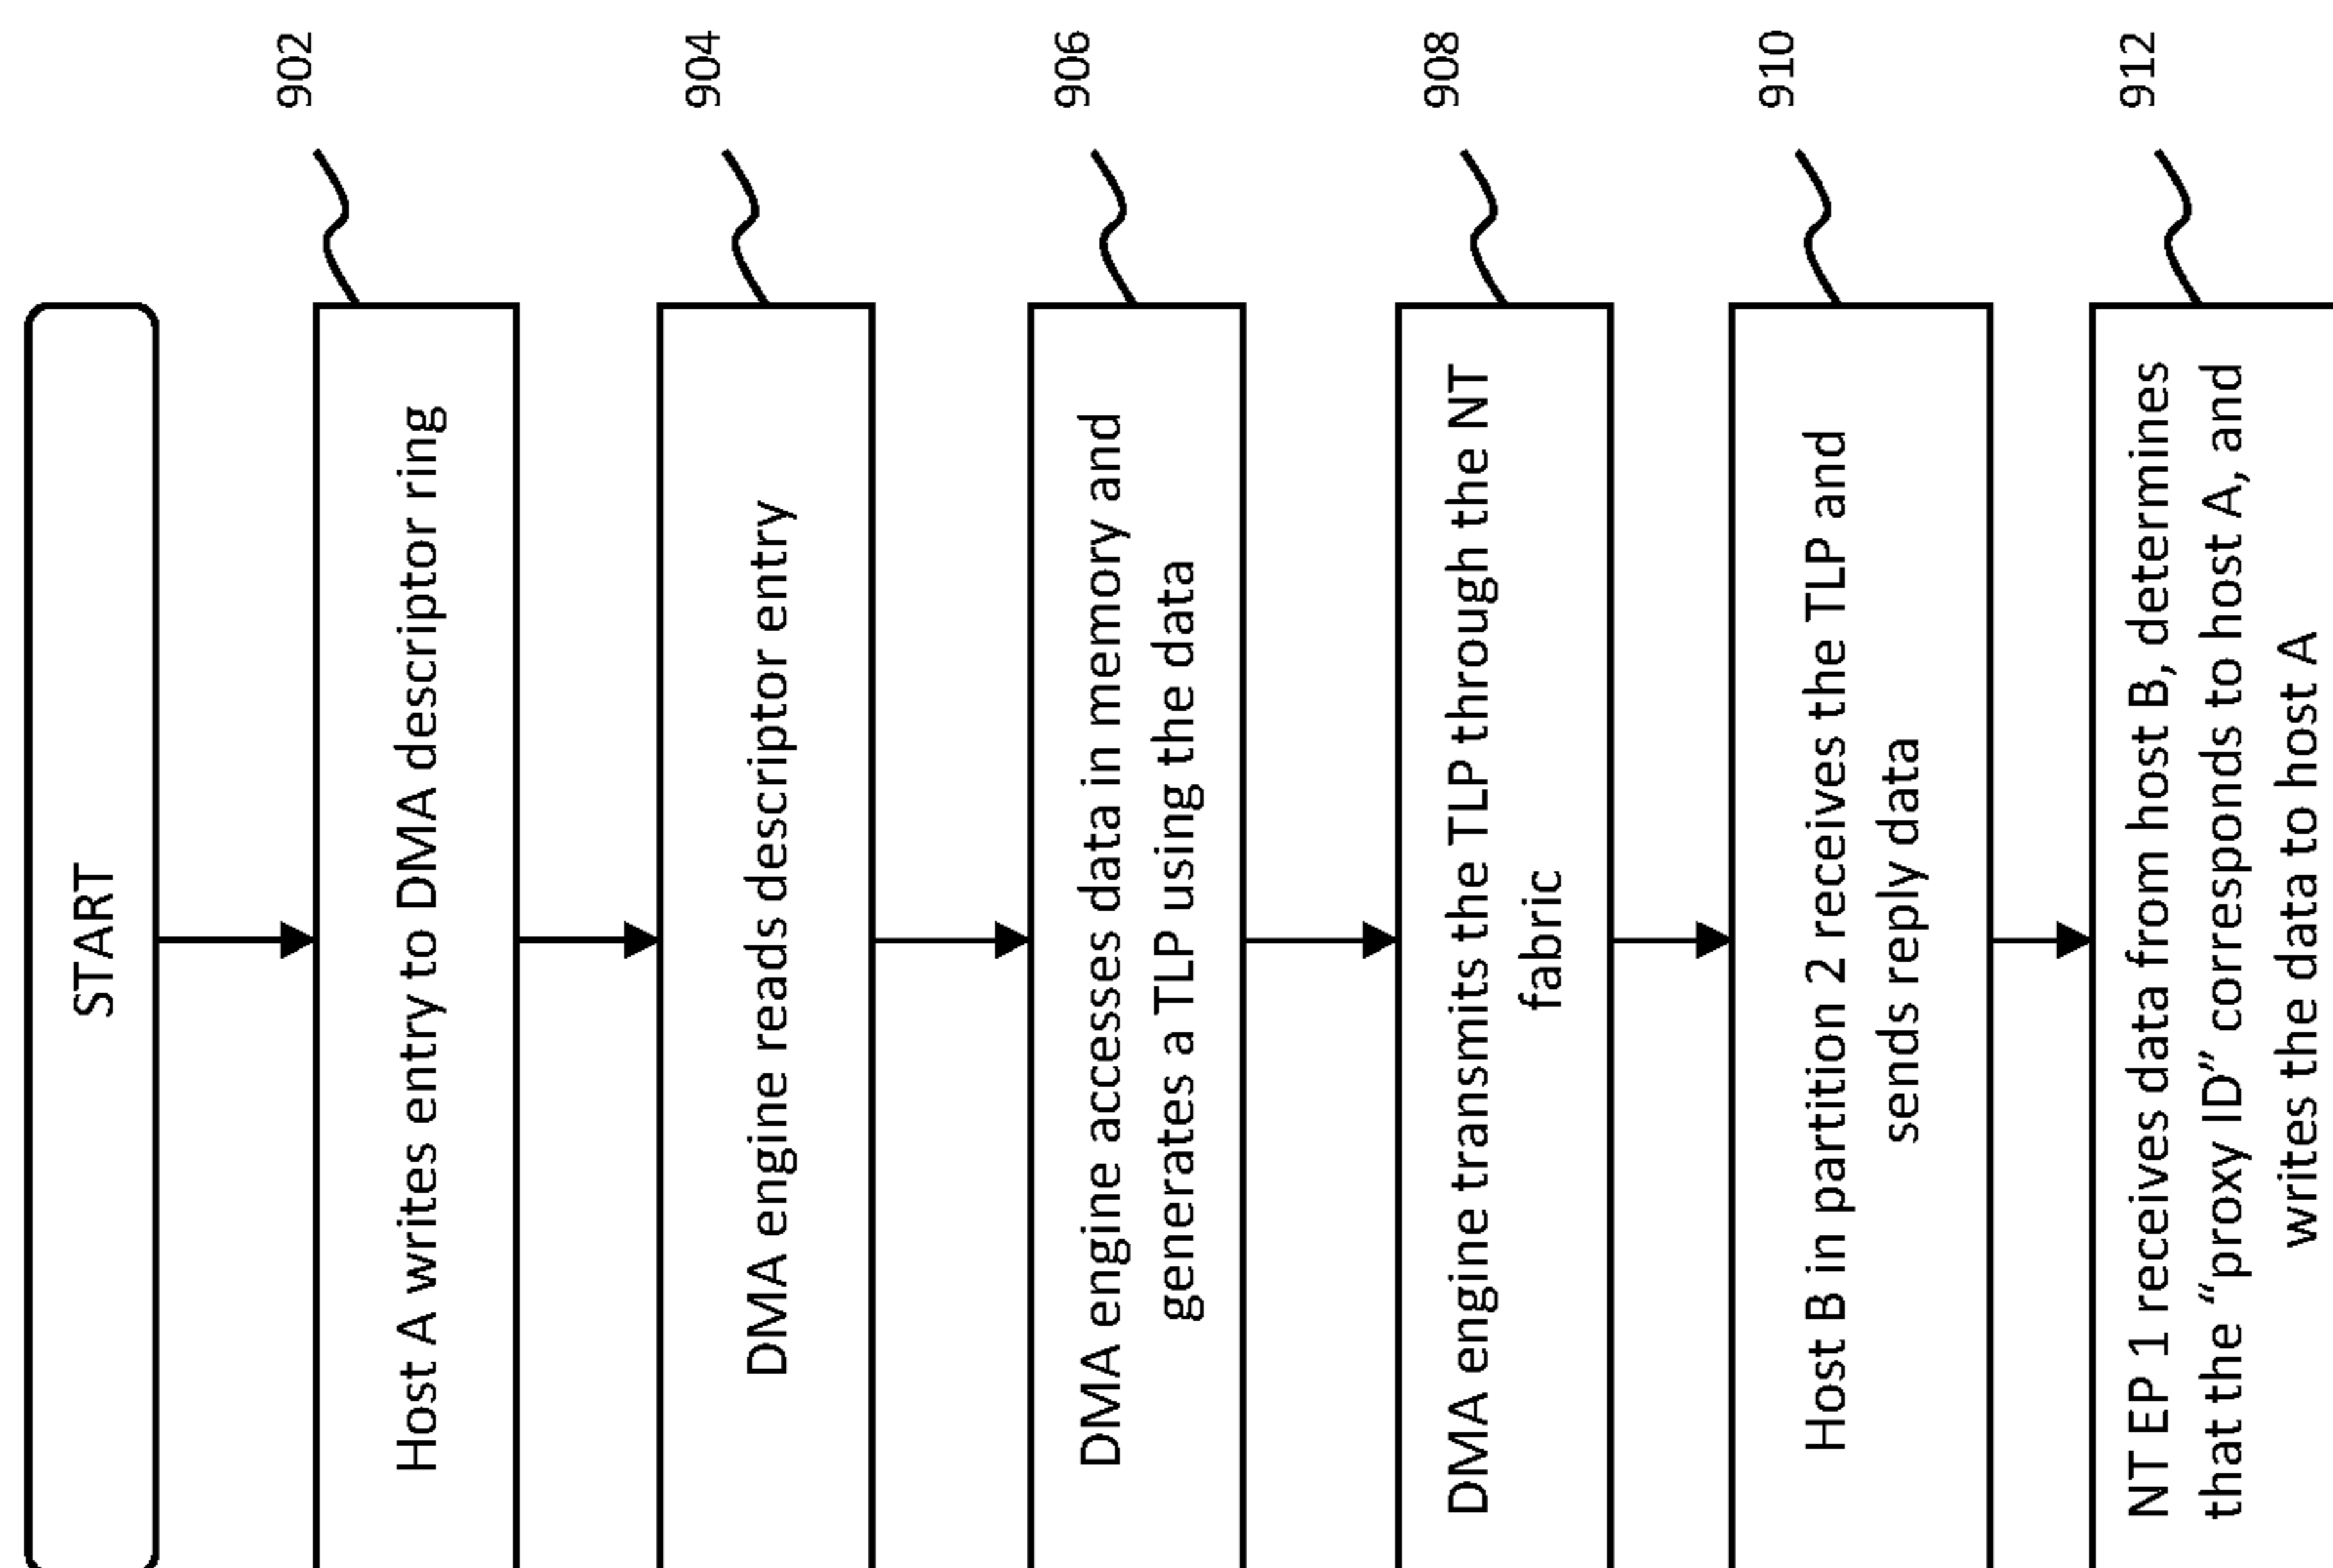 START
902
Host A writes entry to DMA descriptor ring
904
DMA engine reads descriptor entry
906
DMA engine accesses data in memory and
generates a TLP using the data
908
DMA engine transmits the TLP through the NT
fabric
910
Host B in partition 2 receives the TLP and
sends reply data
912
NT EP 1 receives data from host B, determines
that the “proxy ID” corresponds to host A, and
writes the data to host A